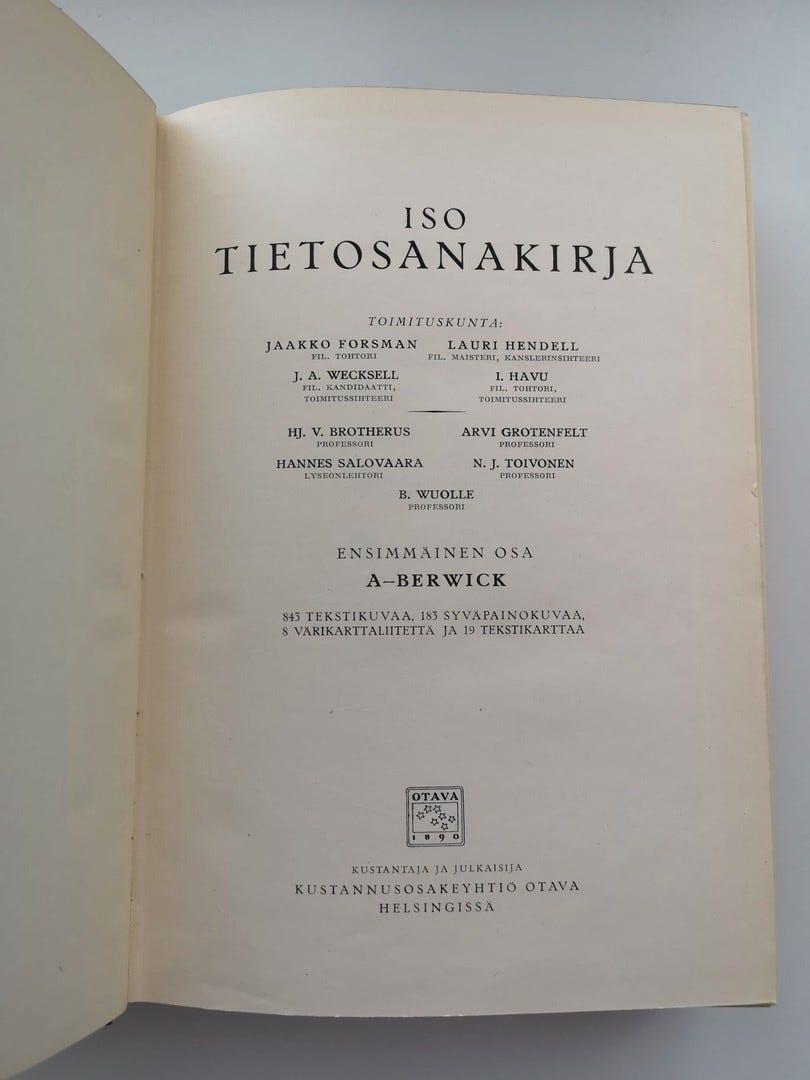 ISO
TIETOSANAKIRJA
TOIMITUSKUNTA:
JAAKKO FORSMAN LAURI HENDELL
FIL. TOHTORI FIL. MAISTERI, KANSLERINSIHTEERI
J. A. WECKSELL I. HAVU
FIL. KANDIDAATTI, FIL. TOHTORI,
TOIMITUSSIHTEERI TOIMITUSSIHTEERI
HJ. V. BROTHERUS ARVI GROTENFELT
PROFESSORI PROFESSORI
HANNES SALOVAARA N. J. TOIVONEN
LYSEONLEHTORI PROFESSORI
B. WUOLLE
PROFESSORI
ENSIMMÄINEN OSA
A–BERWICK
843 TEKSTIKUVAA, 183 SYVÄPAINOKUVAA,
8 VÄRIKARTTALIITETTÄ JA 19 TEKSTIKARTTAA
OTAVA
1890
KUSTANTAJA JA JULKAISIJA
KUSTANNUSOSAKEYHTIÖ OTAVA
HELSINGISSÄ